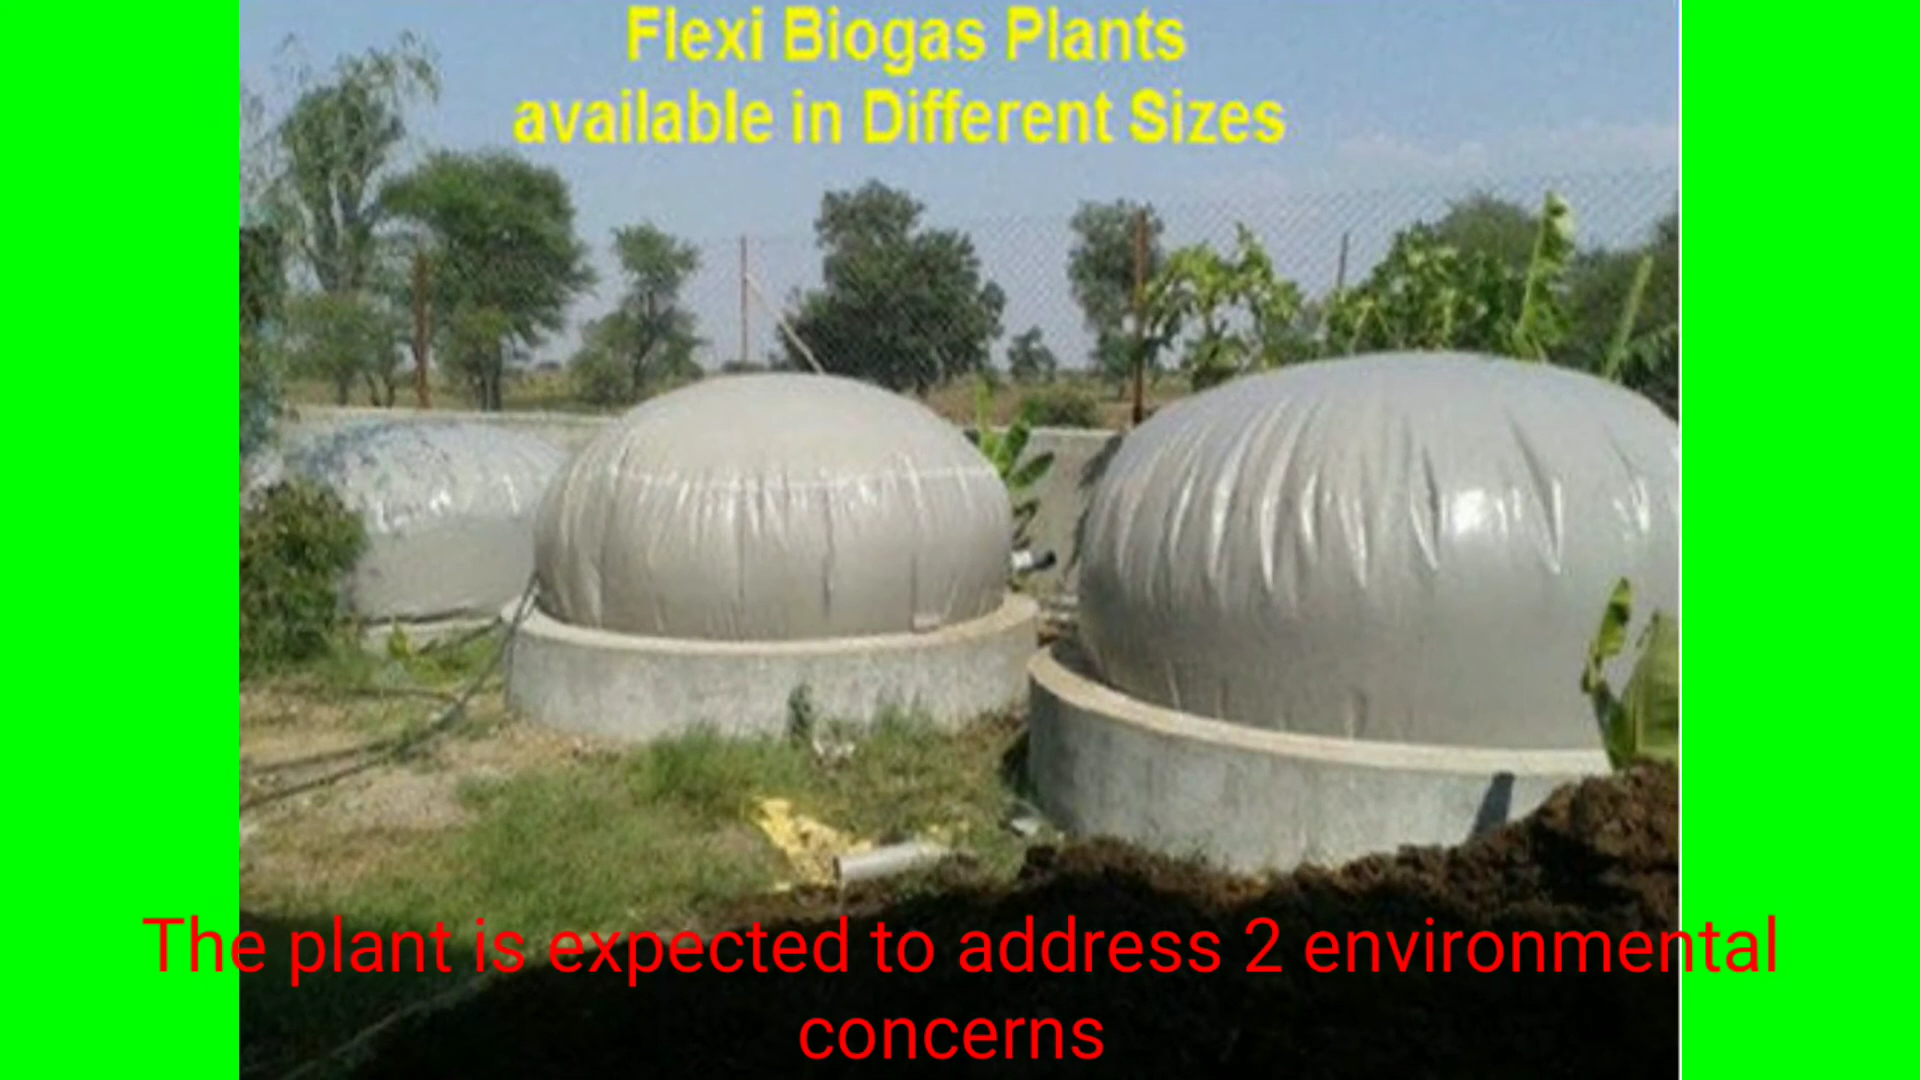 Flexi Biogas Plants
available in Different Sizes
The plant is expected to address 2 environmental
concerns